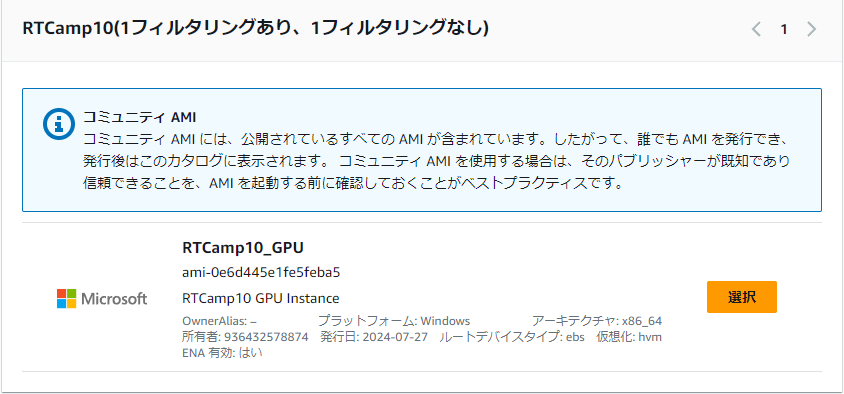 RTCamp10(1フィルタリングあり、1フィルタリングなし)
1
コミュニティ AMI
コミュニティ AMI には、公開されているすべての AMI が含まれています。したがって、誰でも AMI を発行でき、
発行後はこのカタログに表示されます。 コミュニティ AMI を使用する場合は、そのパブリッシャーが既知であり
信頼できることを、AMI を起動する前に確認しておくことがベストプラクティスです。
RTCamp10_GPU
ami-0e6d445e1fe5feba5
Microsoft
RTCamp10 GPU Instance
選択
OwnerAlias: – プラットフォーム: Windows アーキテクチャ: x86_64
所有者: 936432578874 発行日: 2024-07-27 ルートデバイスタイプ: ebs 仮想化: hvm
ENA 有効: はい